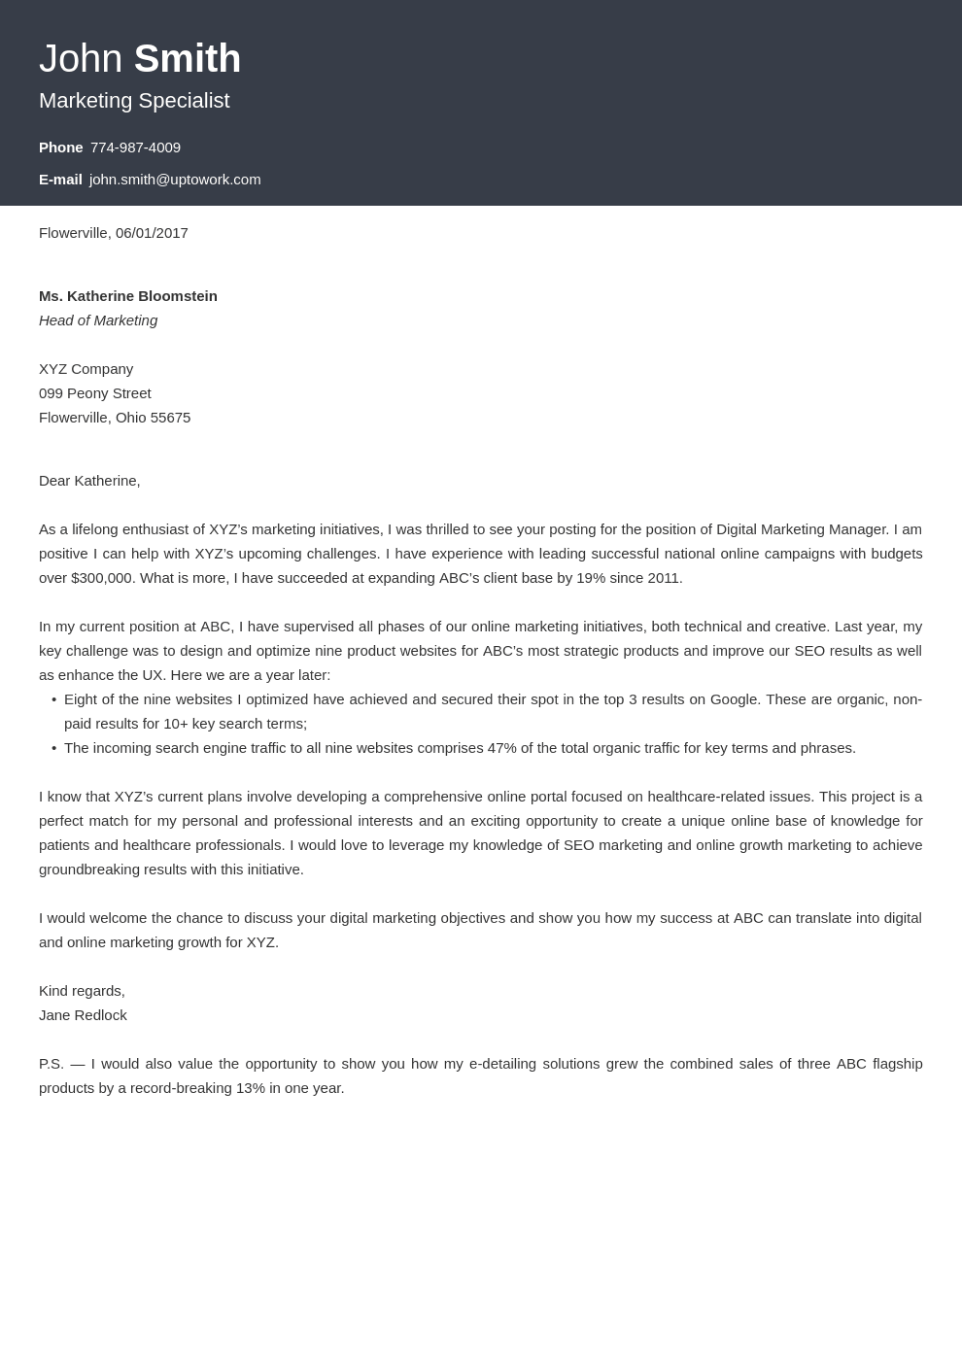 John Smith
Marketing Specialist
Phone 774-987-4009
E-mail john.smith@uptowork.com
Flowerville, 06/01/2017
Ms. Katherine Bloomstein
Head of Marketing
XYZ Company
099 Peony Street
Flowerville, Ohio 55675
Dear Katherine,
As a lifelong enthusiast of XYZ’s marketing initiatives, I was thrilled to see your posting for the position of Digital Marketing Manager. I am
positive I can help with XYZ’s upcoming challenges. I have experience with leading successful national online campaigns with budgets
over $300,000. What is more, I have succeeded at expanding ABC’s client base by 19% since 2011.
In my current position at ABC, I have supervised all phases of our online marketing initiatives, both technical and creative. Last year, my
key challenge was to design and optimize nine product websites for ABC’s most strategic products and improve our SEO results as well
as enhance the UX. Here we are a year later:
• Eight of the nine websites I optimized have achieved and secured their spot in the top 3 results on Google. These are organic, non-
paid results for 10+ key search terms;
• The incoming search engine traffic to all nine websites comprises 47% of the total organic traffic for key terms and phrases.
I know that XYZ’s current plans involve developing a comprehensive online portal focused on healthcare-related issues. This project is a
perfect match for my personal and professional interests and an exciting opportunity to create a unique online base of knowledge for
patients and healthcare professionals. I would love to leverage my knowledge of SEO marketing and online growth marketing to achieve
groundbreaking results with this initiative.
I would welcome the chance to discuss your digital marketing objectives and show you how my success at ABC can translate into digital
and online marketing growth for XYZ.
Kind regards,
Jane Redlock
P.S. — I would also value the opportunity to show you how my e-detailing solutions grew the combined sales of three ABC flagship
products by a record-breaking 13% in one year.